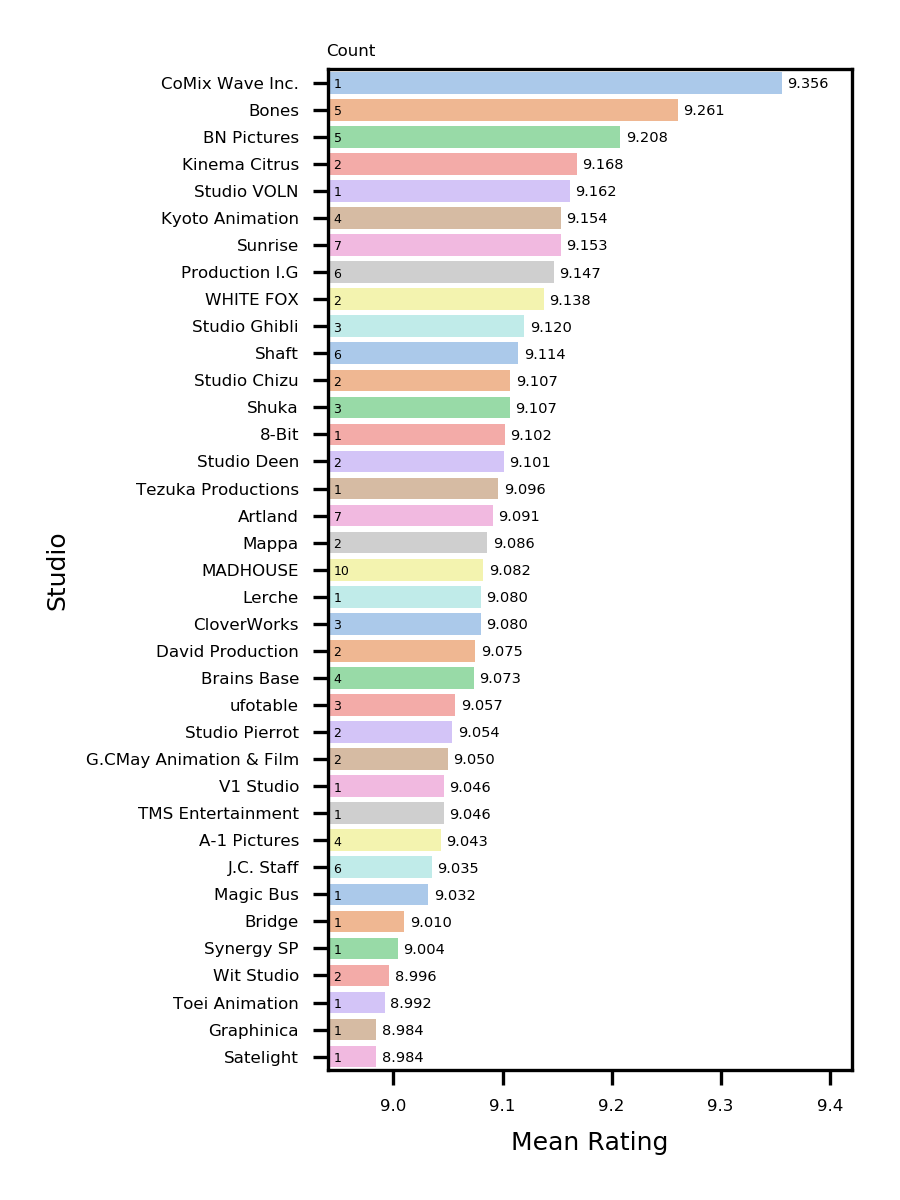 Count
CoMix Wave Inc. 1 9.356
Bones 5 9.261
BN Pictures 5 9.208
Kinema Citrus 2 9.168
Studio VOLN 1 9.162
Kyoto Animation 4 9.154
Sunrise 7 9.153
Production I.G 6 9.147
WHITE FOX 2 9.138
Studio Ghibli 3 9.120
Shaft 6 9.114
Studio Chizu 2 9.107
Shuka 3 9.107
8-Bit 1 9.102
Studio Deen 2 9.101
Tezuka Productions 1 9.096
Artland 7 9.091
Mappa 2 9.086
MADHOUSE 10 9.082
Lerche 1 9.080
CloverWorks 3 9.080
David Production 2 9.075
Brains Base 4 9.073
ufotable 3 9.057
Studio Pierrot 2 9.054
G.CMay Animation & Film 2 9.050
V1 Studio 1 9.046
TMS Entertainment 1 9.046
A-1 Pictures 4 9.043
J.C. Staff 6 9.035
Magic Bus 1 9.032
Bridge 1 9.010
Synergy SP 1 9.004
Wit Studio 2 8.996
Toei Animation 1 8.992
Graphinica 1 8.984
Satelight 1 8.984
Studio
9.0 9.1 9.2 9.3 9.4
Mean Rating